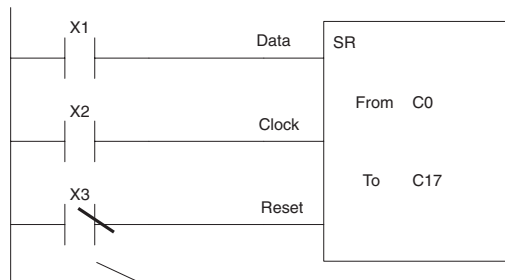 X1
Data
SR
From C0
X2
Clock
To C17
X3
Reset